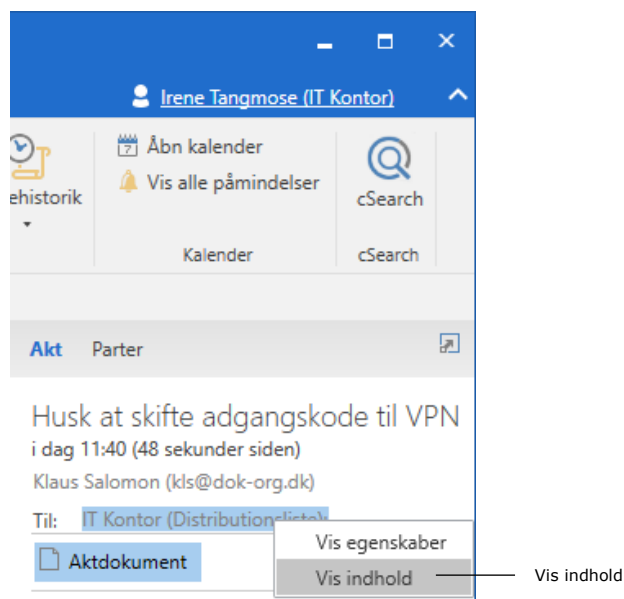 Irene Tangmose (IT Kontor)
ehistorik
7
Åbn kalender
Vis alle påmindelser
Kalender
cSearch
cSearch
Akt Parter
Husk at skifte adgangskode til VPN
i dag 11:40 (48 sekunder siden)
Klaus Salomon (kls@dok-org.dk)
Til: IT Kontor (Distributionsliste);
Aktdokument
Vis egenskaber
Vis indhold
Vis indhold